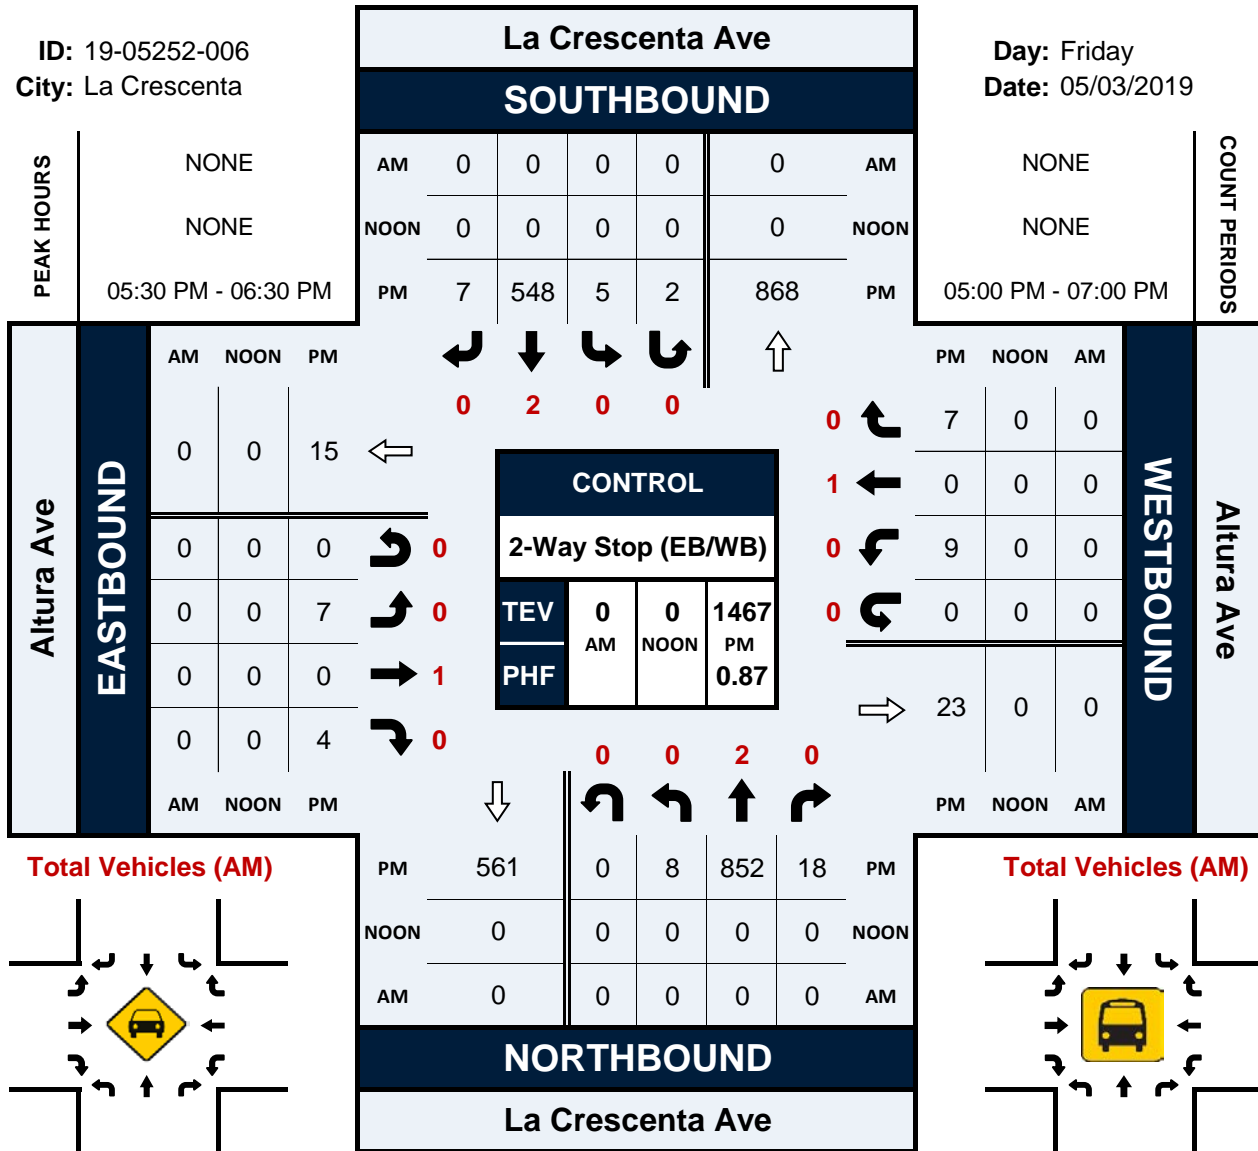 La Crescenta Ave
ID: 19-05252-006
Day: Friday
City: La Crescenta
Date: 05/03/2019
SOUTHBOUND
PEAK HOURS
NONE
AM 0 0 0 0 0 AM
NONE
COUNT PERIODS
NONE
NOON 0 0 0 0 0 NOON
NONE
05:30 PM - 06:30 PM
PM 7 548 5 2 868 PM
05:00 PM - 07:00 PM
AM NOON PM
PM NOON AM
0 2 0 0
0 7 0 0
0 0 15
CONTROL
1 0 0 0
Altura Ave
EASTBOUND
WESTBOUND
Altura Ave
0 0 0 0
2-Way Stop (EB/WB)
0 9 0 0
0 0 7 0
TEV 0 0 1467
0 0 0 0
AM NOON PM
0 0 0 1
PHF 0.87
23 0 0
0 0 4 0
0 0 2 0
AM NOON PM
PM NOON AM
Total Vehicles (AM)
PM 561 0 8 852 18 PM
Total Vehicles (AM)
NOON 0 0 0 0 0 NOON
AM 0 0 0 0 0 AM
NORTHBOUND
La Crescenta Ave